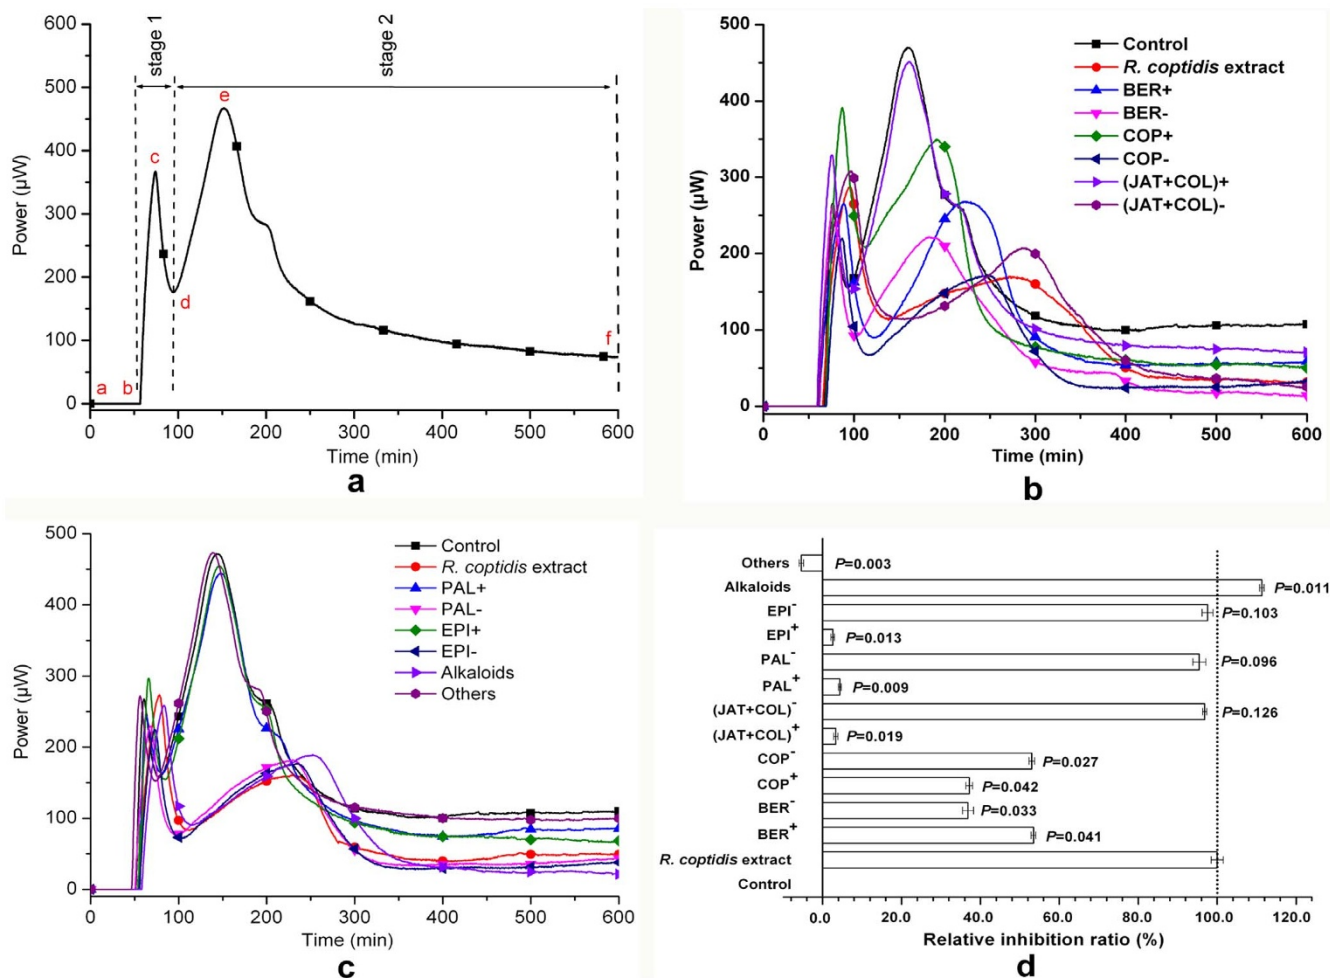 600
500
400
300
200
100
0
Power (µW)
stage 1
stage 2
a
b
c
d
e
f
0 100 200 300 400 500 600
Time (min)
a
500
400
300
200
100
0
Power (µW)
Control
R. coptidis extract
BER+
BER-
COP+
COP-
(JAT+COL)+
(JAT+COL)-
0 100 200 300 400 500 600
Time (min)
b
500
400
300
200
100
0
Power (µW)
Control
R. coptidis extract
PAL+
PAL-
EPI+
EPI-
Alkaloids
Others
0 100 200 300 400 500 600
Time (min)
c
Others P=0.003
Alkaloids P=0.011
EPI⁻ P=0.103
EPI⁺ P=0.013
PAL⁻ P=0.096
PAL⁺ P=0.009
(JAT+COL)⁻ P=0.126
(JAT+COL)⁺ P=0.019
COP⁻ P=0.027
COP⁺ P=0.042
BER⁻ P=0.033
BER⁺ P=0.041
R. coptidis extract
Control
0.0 20.0 40.0 60.0 80.0 100.0 120.0
Relative inhibition ratio (%)
d